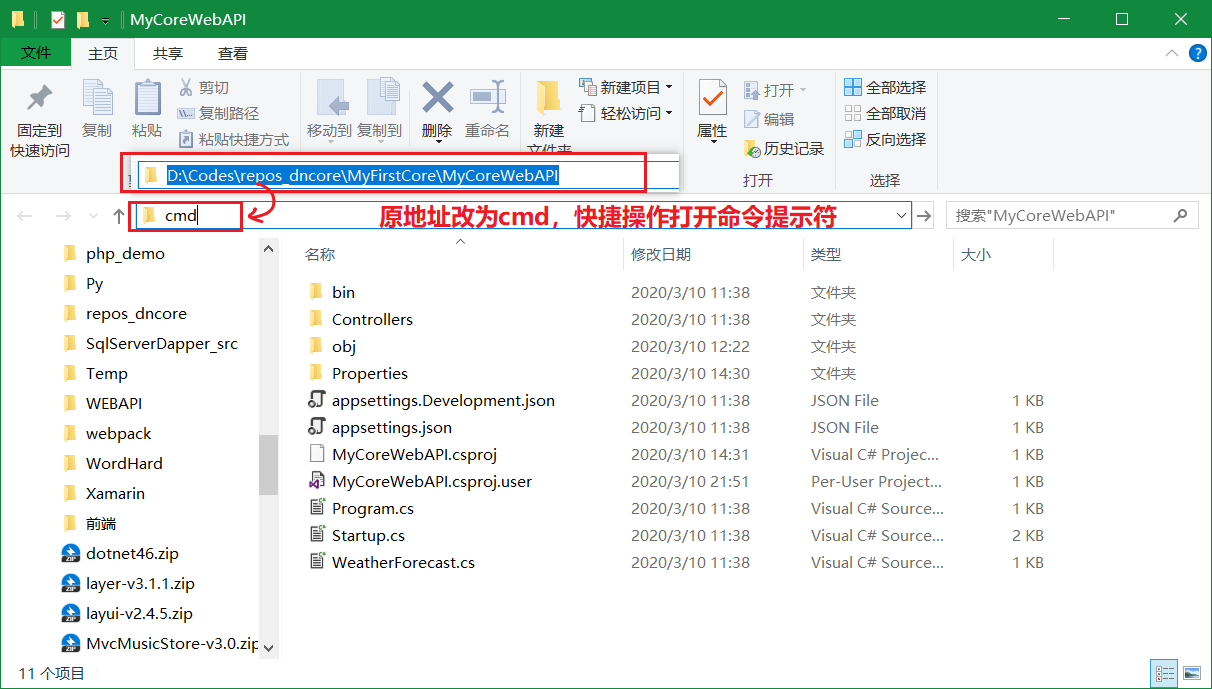 MyCoreWebAPI
文件 主页 共享 查看
固定到
快速访问
复制
粘贴
剪切
复制路径
粘贴快捷方式
移动到 复制到
删除 重命名
新建
文件夹
新建项目
轻松访问
属性
打开
编辑
历史记录
打开
全部选择
全部取消
反向选择
选择
D:\Codes\repos_dncore\MyFirstCore\MyCoreWebAPI
cmd
原地址改为cmd，快捷操作打开命令提示符
搜索"MyCoreWebAPI"
php_demo
Py
repos_dncore
SqlServerDapper_src
Temp
WEBAPI
webpack
WordHard
Xamarin
前端
dotnet46.zip
layer-v3.1.1.zip
layui-v2.4.5.zip
MvcMusicStore-v3.0.zip
名称 修改日期 类型 大小
bin 2020/3/10 11:38 文件夹
Controllers 2020/3/10 11:38 文件夹
obj 2020/3/10 12:22 文件夹
Properties 2020/3/10 14:30 文件夹
appsettings.Development.json 2020/3/10 11:38 JSON File 1 KB
appsettings.json 2020/3/10 11:38 JSON File 1 KB
MyCoreWebAPI.csproj 2020/3/10 14:31 Visual C# Projec... 1 KB
MyCoreWebAPI.csproj.user 2020/3/10 21:51 Per-User Project... 1 KB
Program.cs 2020/3/10 11:38 Visual C# Source... 1 KB
Startup.cs 2020/3/10 11:38 Visual C# Source... 2 KB
WeatherForecast.cs 2020/3/10 11:38 Visual C# Source... 1 KB
11 个项目